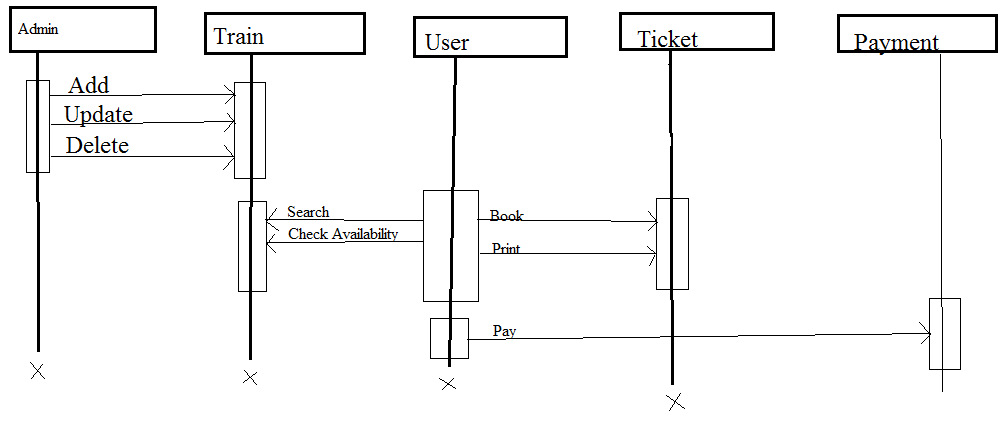 Admin
Train
User
Ticket
Payment
Add
Update
Delete
Search
Book
Check Availability
Print
Pay